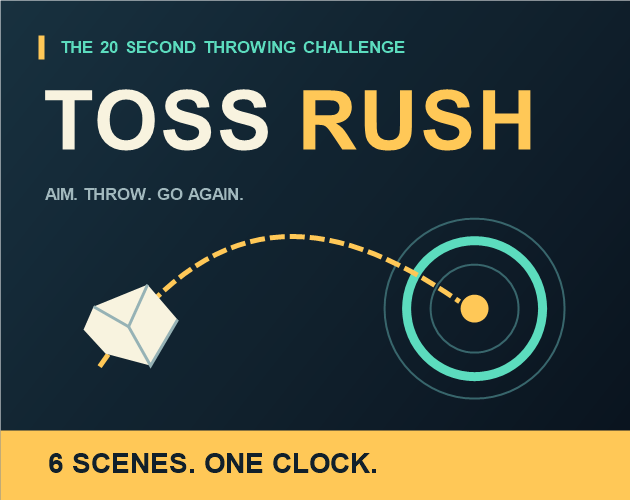 THE 20 SECOND THROWING CHALLENGE
TOSS RUSH
AIM. THROW. GO AGAIN.
6 SCENES. ONE CLOCK.